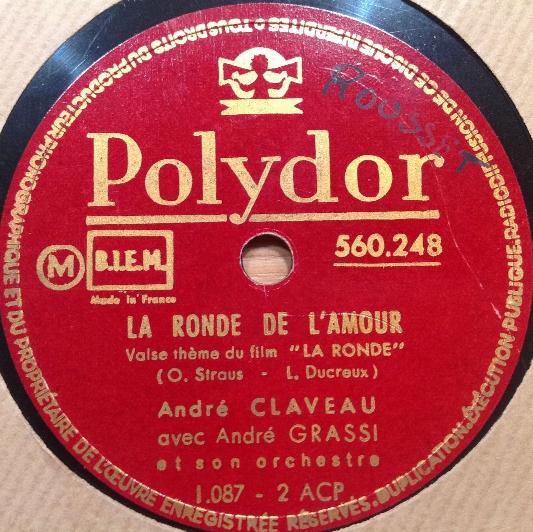 TOUS DROITS DU PRODUCTEUR PHONOGRAPHIQUE ET DU PROPRIÉTAIRE DE L'ŒUVRE ENREGISTRÉE RÉSERVÉS. DUPLICATION. EXÉCUTION PUBLIQUE. RADIODIFFUSION DE CE DISQUE INTERDITES
ROUSSET
Polydor
560.248
M
B.I.E.M.
Made in France
LA RONDE DE L'AMOUR
Valse thème du film "LA RONDE"
(O. Straus - L. Ducreux)
André CLAVEAU
avec André GRASSI
et son orchestre
1.087 - 2 ACP